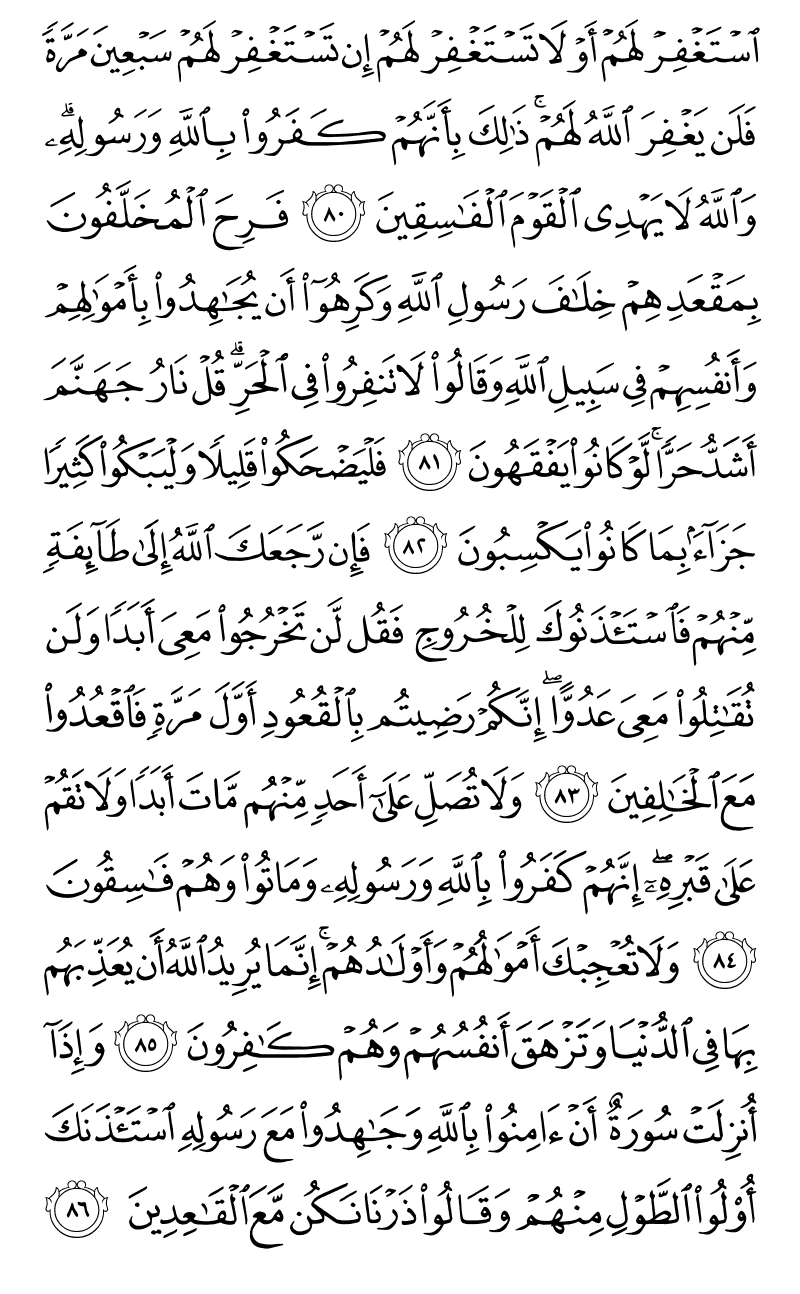 ٱسۡتَغۡفِرۡ لَهُمۡ أَوۡ لَا تَسۡتَغۡفِرۡ لَهُمۡ إِن تَسۡتَغۡفِرۡ لَهُمۡ سَبۡعِينَ مَرَّةٗ
فَلَن يَغۡفِرَ ٱللَّهُ لَهُمۡۚ ذَٰلِكَ بِأَنَّهُمۡ كَفَرُواْ بِٱللَّهِ وَرَسُولِهِۦۗ
وَٱللَّهُ لَا يَهۡدِي ٱلۡقَوۡمَ ٱلۡفَٰسِقِينَ ٨٠ فَرِحَ ٱلۡمُخَلَّفُونَ
بِمَقۡعَدِهِمۡ خِلَٰفَ رَسُولِ ٱللَّهِ وَكَرِهُوٓاْ أَن يُجَٰهِدُواْ بِأَمۡوَٰلِهِمۡ
وَأَنفُسِهِمۡ فِي سَبِيلِ ٱللَّهِ وَقَالُواْ لَا تَنفِرُواْ فِي ٱلۡحَرِّۗ قُلۡ نَارُ جَهَنَّمَ
أَشَدُّ حَرّٗاۚ لَّوۡ كَانُواْ يَفۡقَهُونَ ٨١ فَلۡيَضۡحَكُواْ قَلِيلٗا وَلۡيَبۡكُواْ كَثِيرٗا
جَزَآءَۢ بِمَا كَانُواْ يَكۡسِبُونَ ٨٢ فَإِن رَّجَعَكَ ٱللَّهُ إِلَىٰ طَآئِفَةٖ
مِّنۡهُمۡ فَٱسۡتَـٔۡذَنُوكَ لِلۡخُرُوجِ فَقُل لَّن تَخۡرُجُواْ مَعِيَ أَبَدٗا وَلَن
تُقَٰتِلُواْ مَعِيَ عَدُوًّاۖ إِنَّكُمۡ رَضِيتُم بِٱلۡقُعُودِ أَوَّلَ مَرَّةٖ فَٱقۡعُدُواْ
مَعَ ٱلۡخَٰلِفِينَ ٨٣ وَلَا تُصَلِّ عَلَىٰٓ أَحَدٖ مِّنۡهُم مَّاتَ أَبَدٗا وَلَا تَقُمۡ
عَلَىٰ قَبۡرِهِۦٓۖ إِنَّهُمۡ كَفَرُواْ بِٱللَّهِ وَرَسُولِهِۦ وَمَاتُواْ وَهُمۡ فَٰسِقُونَ
٨٤ وَلَا تُعۡجِبۡكَ أَمۡوَٰلُهُمۡ وَأَوۡلَٰدُهُمۡۚ إِنَّمَا يُرِيدُ ٱللَّهُ أَن يُعَذِّبَهُم
بِهَا فِي ٱلدُّنۡيَا وَتَزۡهَقَ أَنفُسُهُمۡ وَهُمۡ كَٰفِرُونَ ٨٥ وَإِذَآ
أُنزِلَتۡ سُورَةٌ أَنۡ ءَامِنُواْ بِٱللَّهِ وَجَٰهِدُواْ مَعَ رَسُولِهِ ٱسۡتَـٔۡذَنَكَ
أُوْلُواْ ٱلطَّوۡلِ مِنۡهُمۡ وَقَالُواْ ذَرۡنَا نَكُن مَّعَ ٱلۡقَٰعِدِينَ ٨٦